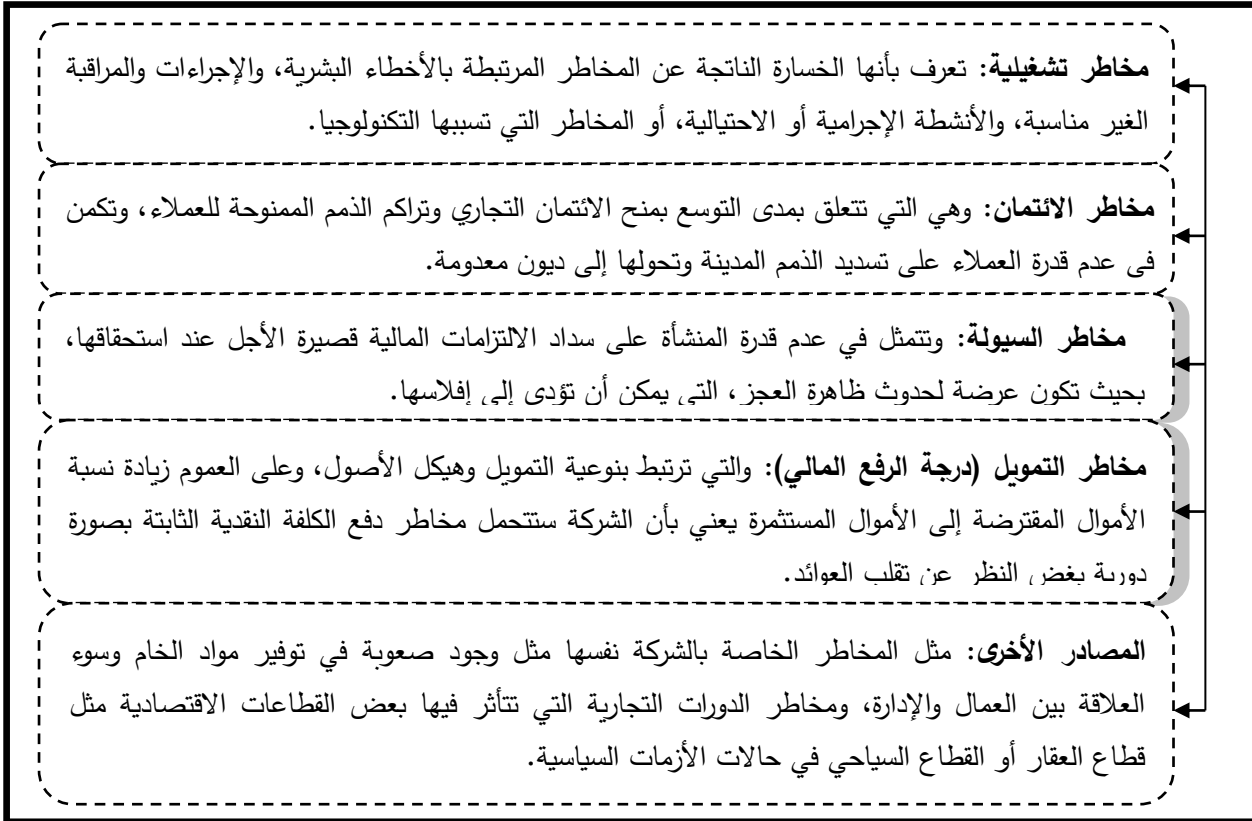 مخاطر تشغيلية: تعرف بأنها الخسارة الناتجة عن المخاطر المرتبطة بالأخطاء البشرية، والإجراءات والمراقبة
الغير مناسبة، والأنشطة الإجرامية أو الاحتيالية، أو المخاطر التي تسببها التكنولوجيا.
مخاطر الائتمان: وهي التي تتعلق بمدى التوسع بمنح الائتمان التجاري وتراكم الذمم الممنوحة للعملاء، وتكمن
في عدم قدرة العملاء على تسديد الذمم المدينة وتحولها إلى ديون معدومة.
مخاطر السيولة: وتتمثل في عدم قدرة المنشأة على سداد الالتزامات المالية قصيرة الأجل عند استحقاقها،
بحيث تكون عرضة لحدوث ظاهرة العجز، التي يمكن أن تؤدي إلى إفلاسها.
مخاطر التمويل (درجة الرفع المالي): والتي ترتبط بنوعية التمويل وهيكل الأصول، وعلى العموم زيادة نسبة
الأموال المقترضة إلى الأموال المستثمرة يعني بأن الشركة ستتحمل مخاطر دفع الكلفة النقدية الثابتة بصورة
دورية بغض النظر عن تقلب العوائد.
المصادر الأخرى: مثل المخاطر الخاصة بالشركة نفسها مثل وجود صعوبة في توفير مواد الخام وسوء
العلاقة بين العمال والإدارة، ومخاطر الدورات التجارية التي تتأثر فيها بعض القطاعات الاقتصادية مثل
قطاع العقار أو القطاع السياحي في حالات الأزمات السياسية.